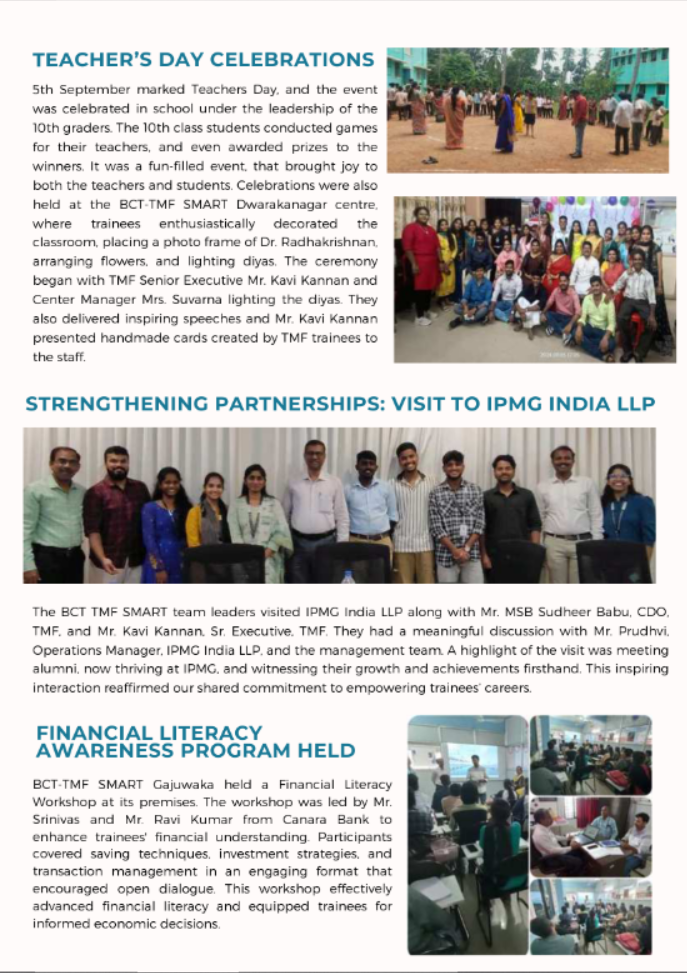 TEACHER'S DAY CELEBRATIONS
5th September marked Teachers Day, and the event
was celebrated in school under the leadership of the
10th graders. The 10th class students conducted games
for their teachers, and even awarded prizes to the
winners. It was a fun-filled event, that brought joy to
both the teachers and students. Celebrations were also
held at the BCT-TMF SMART Dwarakanagar centre,
where trainees enthusiastically decorated the
classroom, placing a photo frame of Dr. Radhakrishnan,
arranging flowers, and lighting diyas. The ceremony
began with TMF Senior Executive Mr. Kavi Kannan and
Center Manager Mrs. Suvarna lighting the diyas. They
also delivered inspiring speeches and Mr. Kavi Kannan
presented handmade cards created by TMF trainees to
the staff.
STRENGTHENING PARTNERSHIPS: VISIT TO IPMG INDIA LLP
The BCT TMF SMART team leaders visited IPMG India LLP along with Mr. MSB Sudheer Babu, CDO,
TMF, and Mr. Kavi Kannan, Sr. Executive, TMF. They had a meaningful discussion with Mr. Prudhvi,
Operations Manager, IPMG India LLP, and the management team. A highlight of the visit was meeting
alumni, now thriving at IPMG, and witnessing their growth and achievements firsthand. This inspiring
interaction reaffirmed our shared commitment to empowering trainees' careers.
FINANCIAL LITERACY
AWARENESS PROGRAM HELD
BCT-TMF SMART Gajuwaka held a Financial Literacy
Workshop at its premises. The workshop was led by Mr.
Srinivas and Mr. Ravi Kumar from Canara Bank to
enhance trainees' financial understanding. Participants
covered saving techniques, investment strategies, and
transaction management in an engaging format that
encouraged open dialogue. This workshop effectively
advanced financial literacy and equipped trainees for
informed economic decisions.